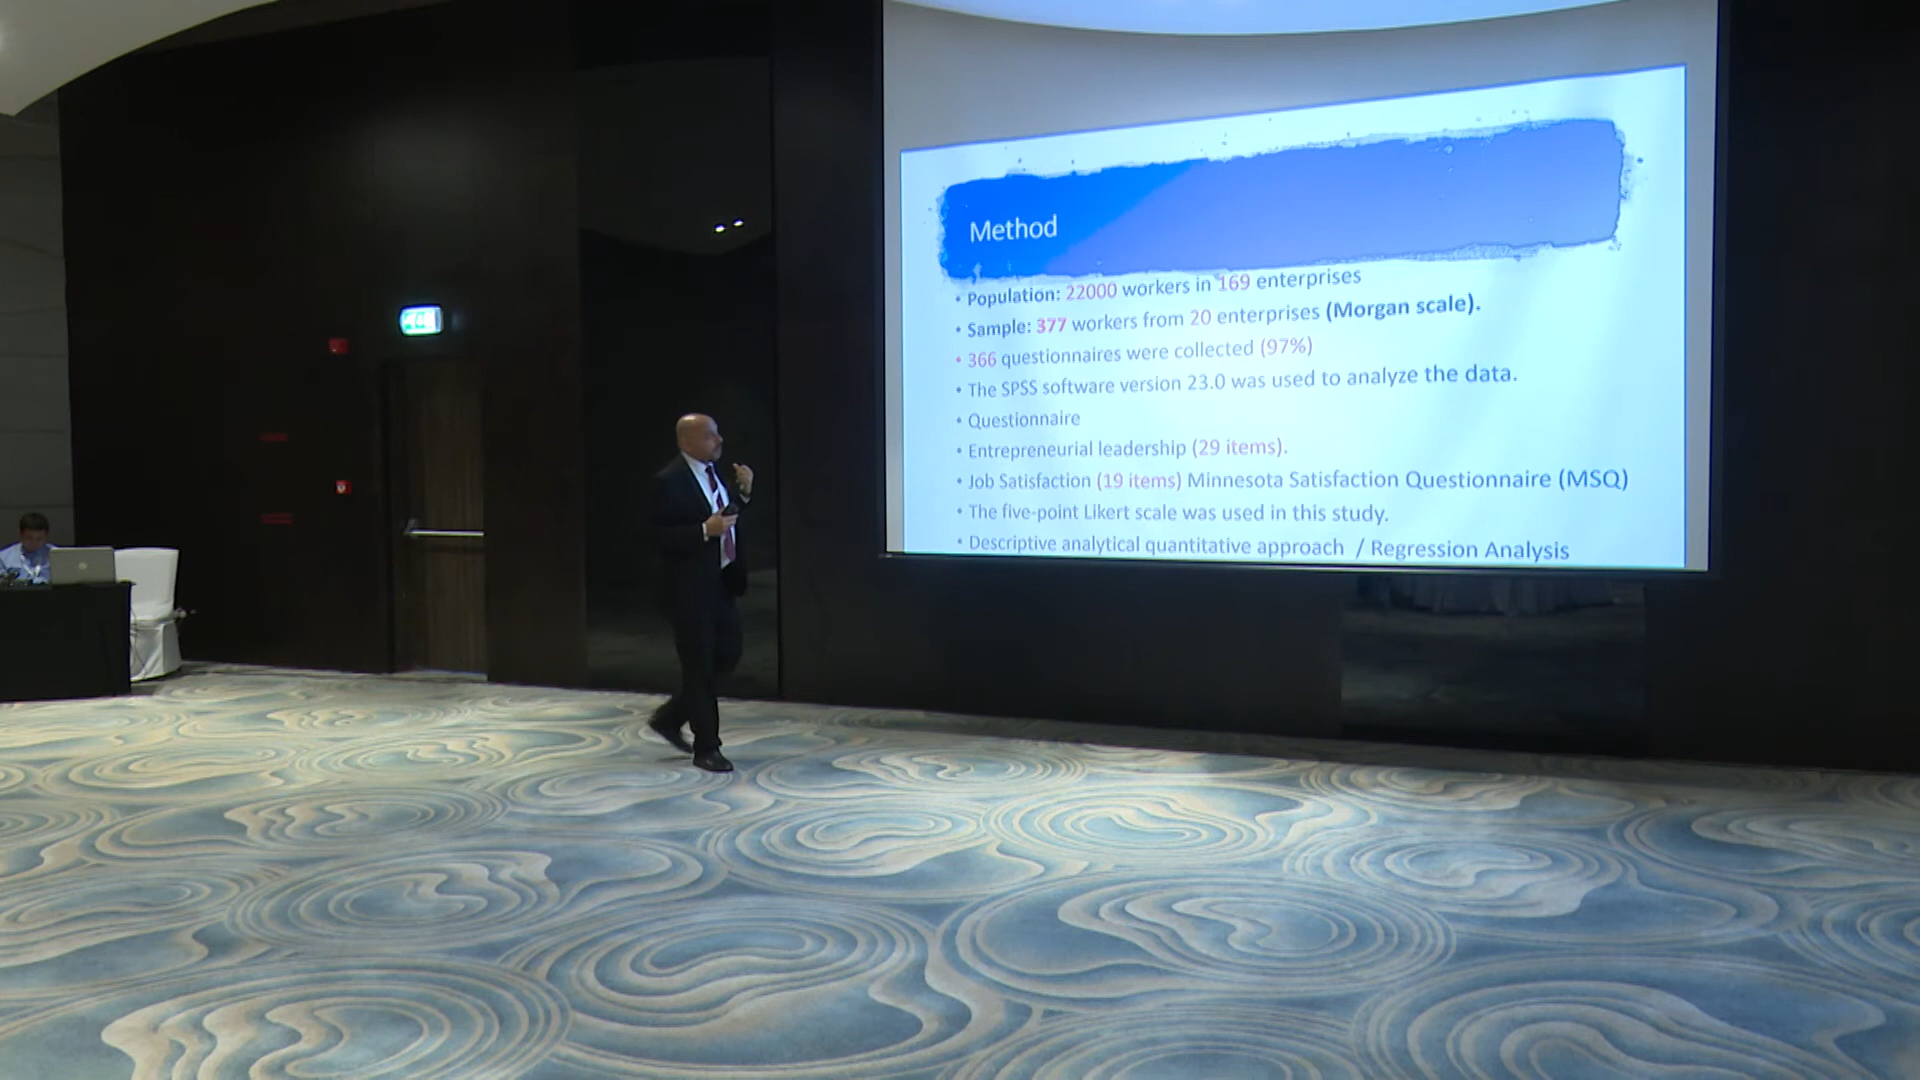 Method
• Population: 22000 workers in 169 enterprises
• Sample: 377 workers from 20 enterprises (Morgan scale).
• 366 questionnaires were collected (97%)
• The SPSS software version 23.0 was used to analyze the data.
• Questionnaire
• Entrepreneurial leadership (29 items).
• Job Satisfaction (19 items) Minnesota Satisfaction Questionnaire (MSQ)
• The five-point Likert scale was used in this study.
• Descriptive analytical quantitative approach / Regression Analysis